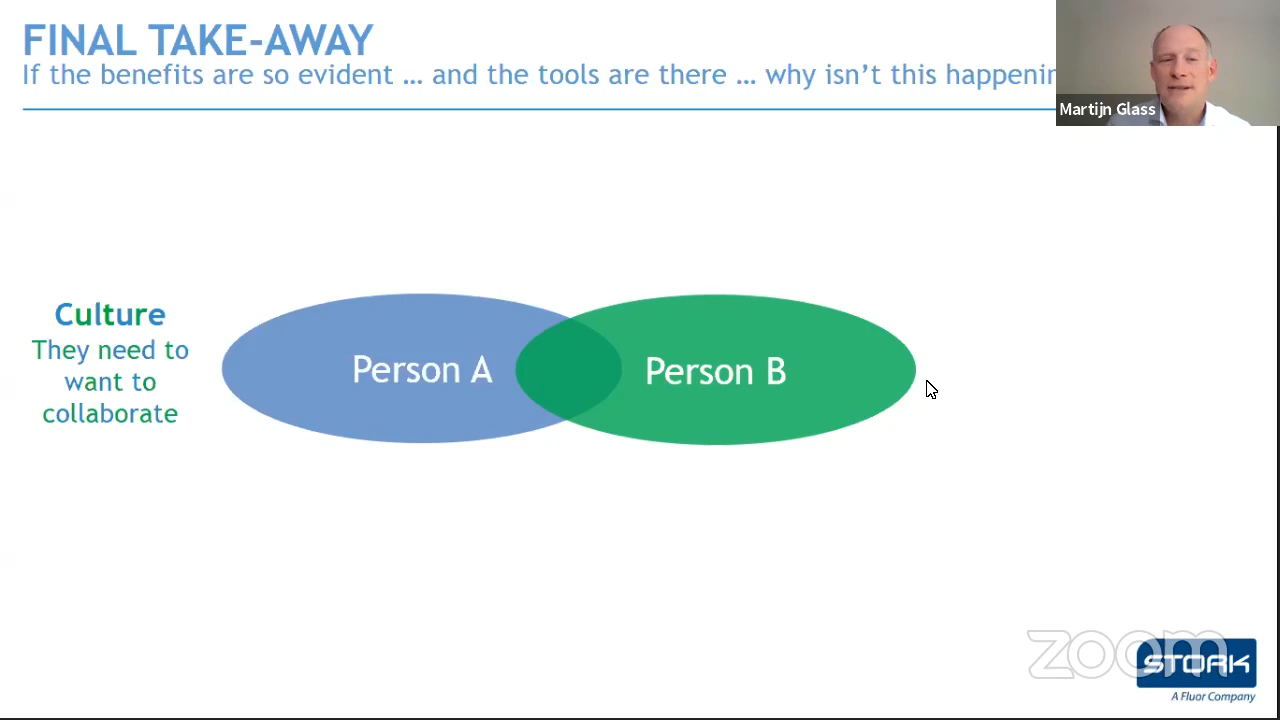 FINAL TAKE-AWAY
If the benefits are so evident … and the tools are there … why isn't this happenin
Martijn Glass
Culture
They need to
want to
collaborate
Person A
Person B
zoom
STORK
A Fluor Company